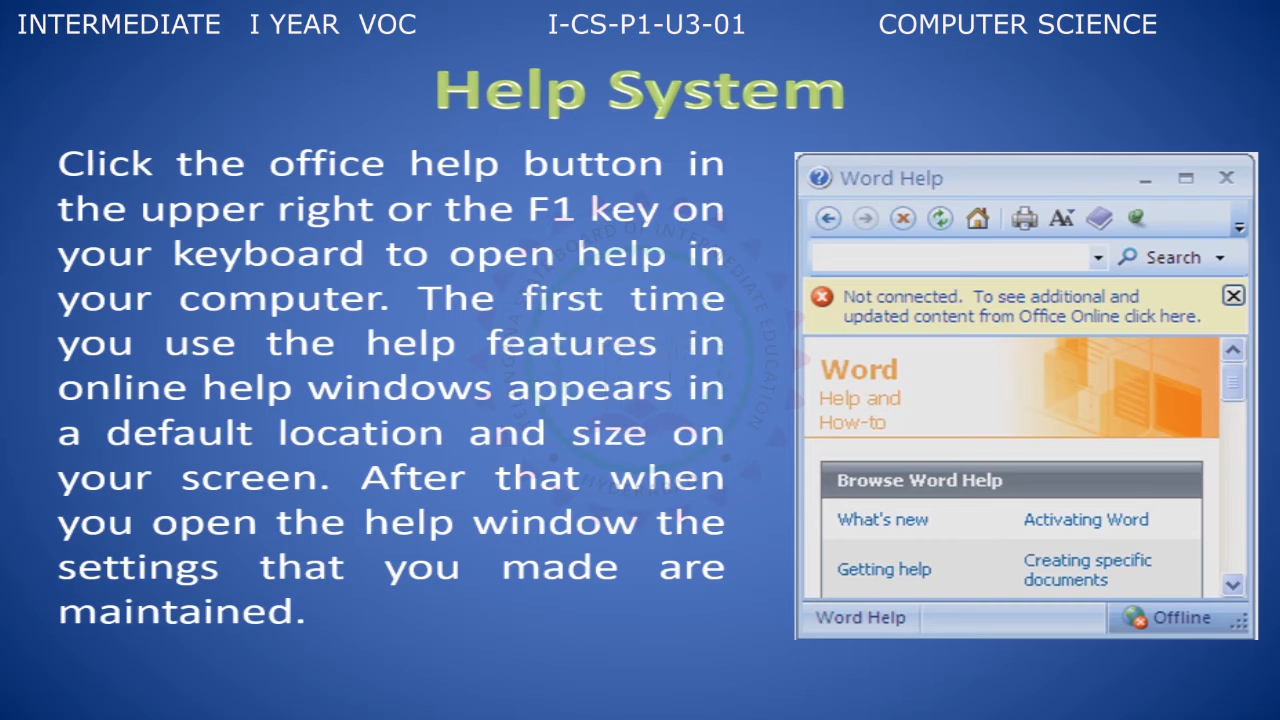 INTERMEDIATE I YEAR VOC I-CS-P1-U3-01 COMPUTER SCIENCE
Help System
Click the office help button in
the upper right or the F1 key on
your keyboard to open help in
your computer. The first time
you use the help features in
online help windows appears in
a default location and size on
your screen. After that when
you open the help window the
settings that you made are
maintained.
Word Help
Search
Not connected. To see additional and
updated content from Office Online click here.
Word
Help and
How-to
Browse Word Help
What's new Activating Word
Getting help Creating specific
documents
Word Help Offline
BOARD OF INTERMEDIATE EDUCATION